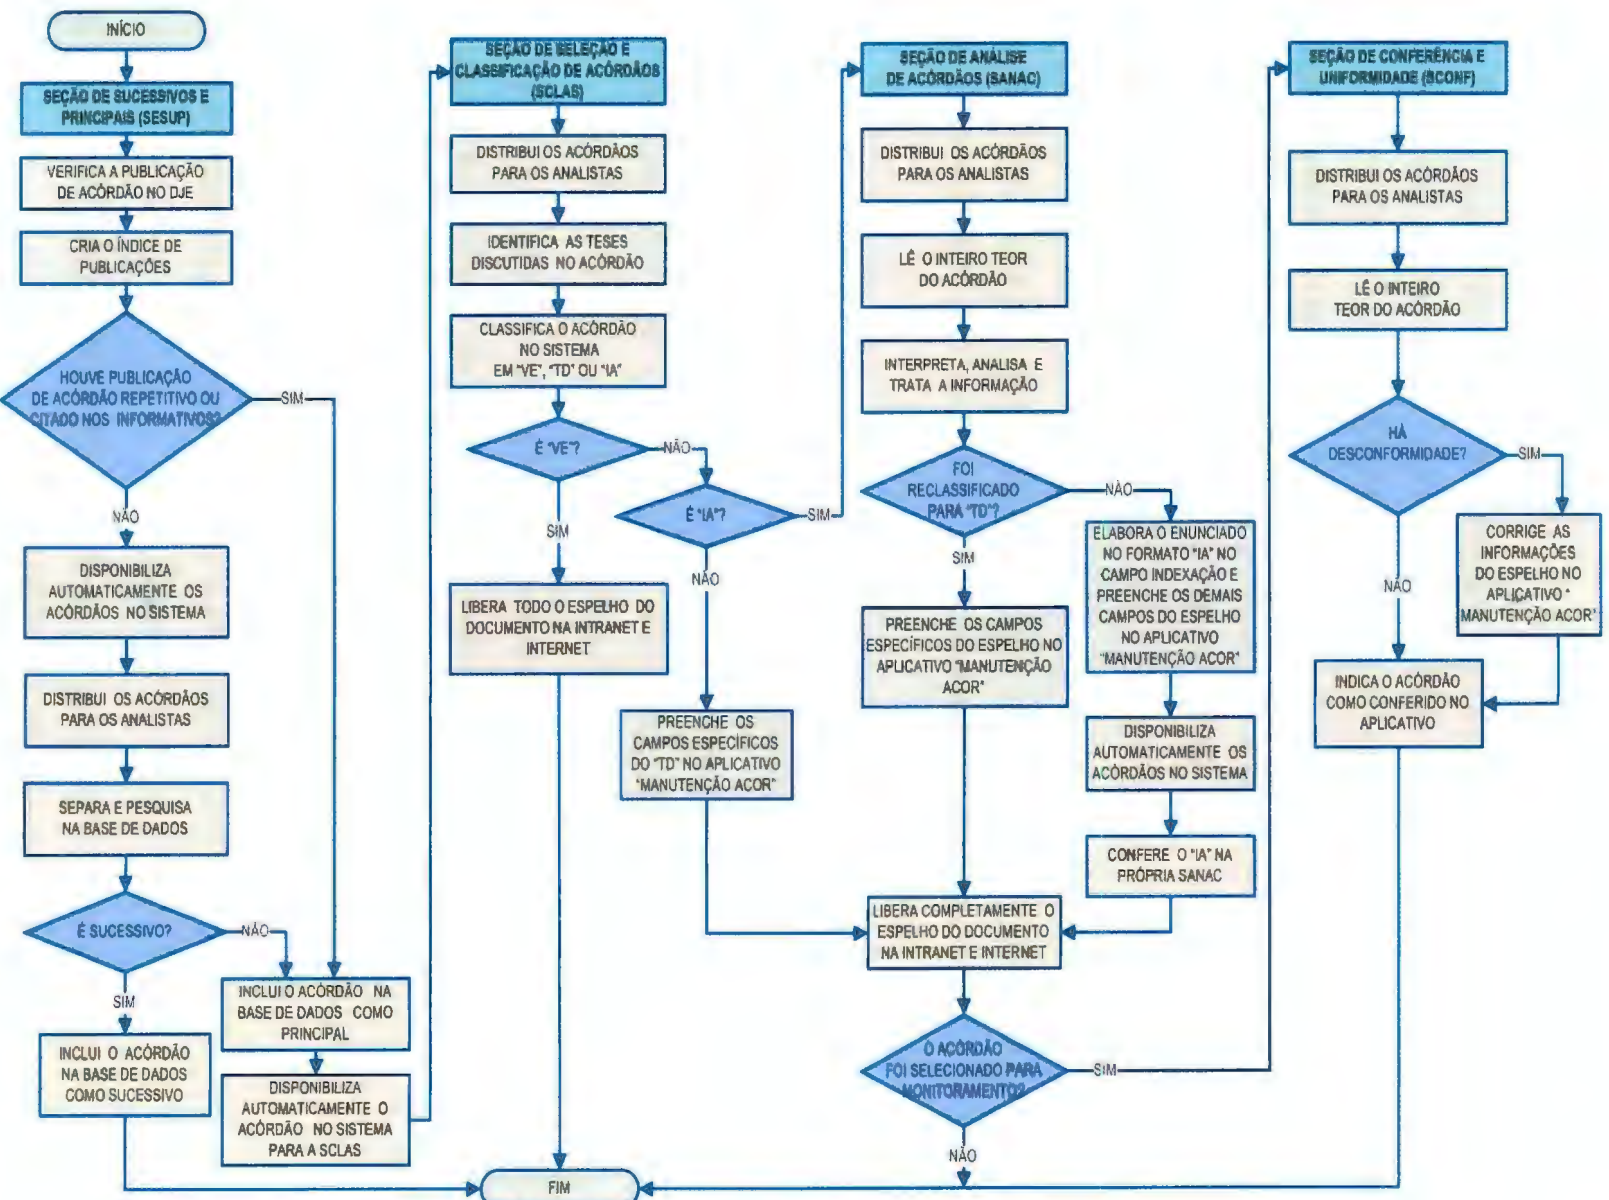 INÍCIO
SEÇÃO DE SUCESSIVOS E
PRINCIPAIS (SESUP)
VERIFICA A PUBLICAÇÃO
DE ACÓRDÃO NO DJE
CRIA O ÍNDICE DE
PUBLICAÇÕES
HOUVE PUBLICAÇÃO
DE ACÓRDÃO REPETITIVO OU
CITADO NOS INFORMATIVOS?
SIM
NÃO
DISPONIBILIZA
AUTOMATICAMENTE OS
ACÓRDÃOS NO SISTEMA
DISTRIBUI OS ACÓRDÃOS
PARA OS ANALISTAS
SEPARA E PESQUISA
NA BASE DE DADOS
É SUCESSIVO?
NÃO
SIM
INCLUI O ACÓRDÃO
NA BASE DE DADOS
COMO SUCESSIVO
INCLUI O ACÓRDÃO NA
BASE DE DADOS COMO
PRINCIPAL
DISPONIBILIZA
AUTOMATICAMENTE O
ACÓRDÃO NO SISTEMA
PARA A SCLAS
SEÇÃO DE SELEÇÃO E
CLASSIFICAÇÃO DE ACÓRDÃOS
(SCLAS)
DISTRIBUI OS ACÓRDÃOS
PARA OS ANALISTAS
IDENTIFICA AS TESES
DISCUTIDAS NO ACÓRDÃO
CLASSIFICA O ACÓRDÃO
NO SISTEMA
EM "VE", "TD" OU "IA"
É "VE"?
NÃO
SIM
É "IA"?
SIM
NÃO
LIBERA TODO O ESPELHO DO
DOCUMENTO NA INTRANET E
INTERNET
PREENCHE OS
CAMPOS ESPECÍFICOS
DO "TD" NO APLICATIVO
"MANUTENÇÃO ACOR"
SEÇÃO DE ANÁLISE
DE ACÓRDÃOS (SANAC)
DISTRIBUI OS ACÓRDÃOS
PARA OS ANALISTAS
LÊ O INTEIRO TEOR
DO ACÓRDÃO
INTERPRETA, ANALISA E
TRATA A INFORMAÇÃO
FOI
RECLASSIFICADO
PARA "TD"?
NÃO
SIM
PREENCHE OS CAMPOS
ESPECÍFICOS DO ESPELHO NO
APLICATIVO "MANUTENÇÃO
ACOR"
ELABORA O ENUNCIADO
NO FORMATO "IA" NO
CAMPO INDEXAÇÃO E
PREENCHE OS DEMAIS
CAMPOS DO ESPELHO
NO APLICATIVO
"MANUTENÇÃO ACOR"
DISPONIBILIZA
AUTOMATICAMENTE OS
ACÓRDÃOS NO SISTEMA
CONFERE O "IA" NA
PRÓPRIA SANAC
LIBERA COMPLETAMENTE O
ESPELHO DO DOCUMENTO
NA INTRANET E INTERNET
O ACÓRDÃO
FOI SELECIONADO PARA
MONITORAMENTO?
SIM
NÃO
SEÇÃO DE CONFERÊNCIA E
UNIFORMIDADE (SCONF)
DISTRIBUI OS ACÓRDÃOS
PARA OS ANALISTAS
LÊ O INTEIRO
TEOR DO ACÓRDÃO
HÁ
DESCONFORMIDADE?
SIM
NÃO
CORRIGE AS
INFORMAÇÕES
DO ESPELHO NO
APLICATIVO "
MANUTENÇÃO ACOR"
INDICA O ACÓRDÃO
COMO CONFERIDO NO
APLICATIVO
FIM